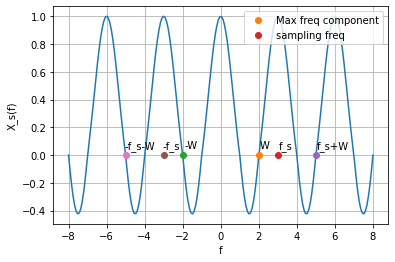 1.0
0.8
0.6
0.4
0.2
0.0
−0.2
−0.4
X_s(f)
Max freq component
sampling freq
-f_s-W
-f_s
-W
W
f_s
f_s+W
−8 −6 −4 −2 0 2 4 6 8
f